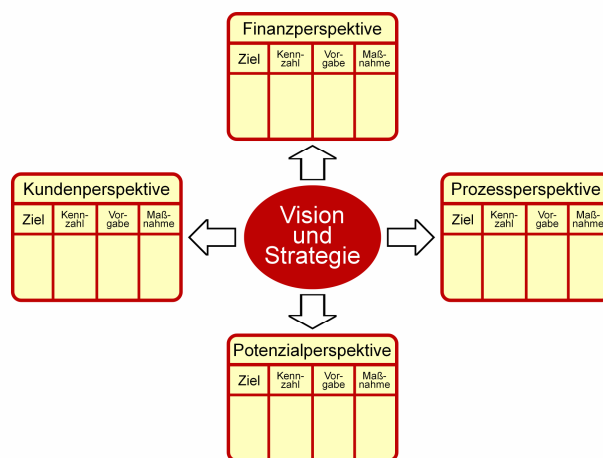 Finanzperspektive
Ziel Kenn-zahl Vor-gabe Maß-nahme
Kundenperspektive
Ziel Kenn-zahl Vor-gabe Maß-nahme
Vision
und
Strategie
Prozessperspektive
Ziel Kenn-zahl Vor-gabe Maß-nahme
Potenzialperspektive
Ziel Kenn-zahl Vor-gabe Maß-nahme